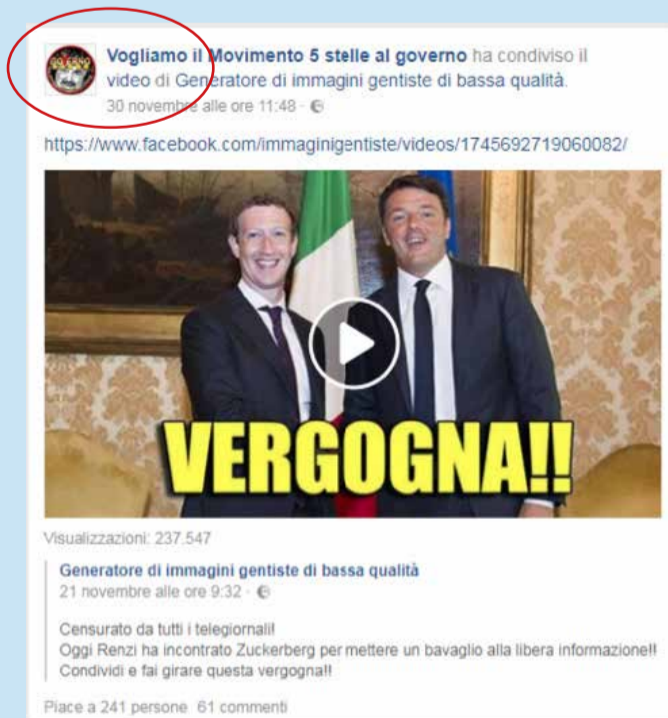 GOVERNO
Vogliamo il Movimento 5 stelle al governo ha condiviso il
video di Generatore di immagini gentiste di bassa qualità.
30 novembre alle ore 11:48 ·
https://www.facebook.com/immaginigentiste/videos/1745692719060082/
VERGOGNA!!
Visualizzazioni: 237.547
Generatore di immagini gentiste di bassa qualità
21 novembre alle ore 9:32 ·
Censurato da tutti i telegiornali!
Oggi Renzi ha incontrato Zuckerberg per mettere un bavaglio alla libera informazione!!
Condividi e fai girare questa vergogna!!
Piace a 241 persone 61 commenti